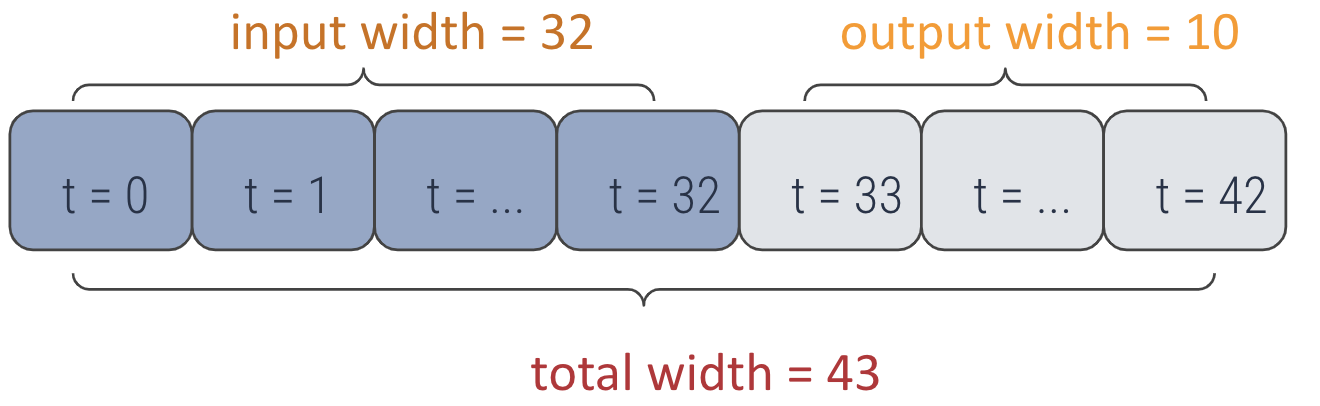 input width = 32
output width = 10
t = 0
t = 1
t = ...
t = 32
t = 33
t = ...
t = 42
total width = 43